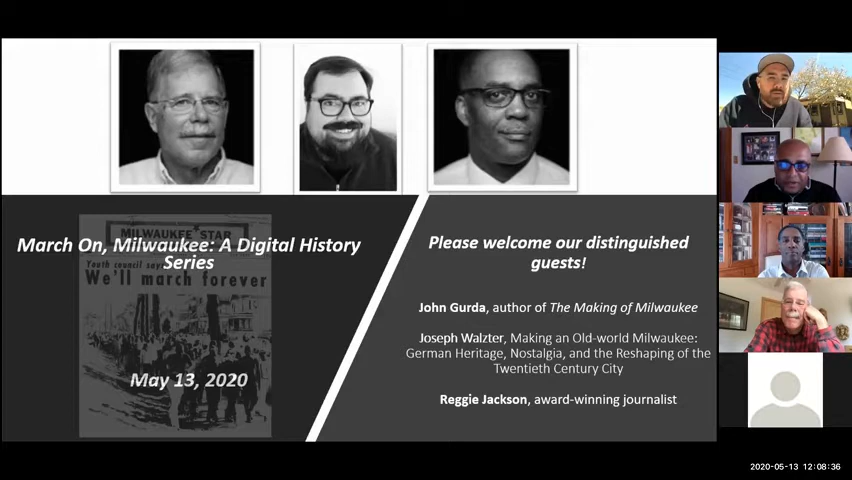 March On, Milwaukee: A Digital History
Series
MILWAUKEE STAR
Youth council says
We'll march forever
May 13, 2020
Please welcome our distinguished
guests!
John Gurda, author of The Making of Milwaukee
Joseph Walzter, Making an Old-world Milwaukee:
German Heritage, Nostalgia, and the Reshaping of the
Twentieth Century City
Reggie Jackson, award-winning journalist
2020-05-13 12:08:36